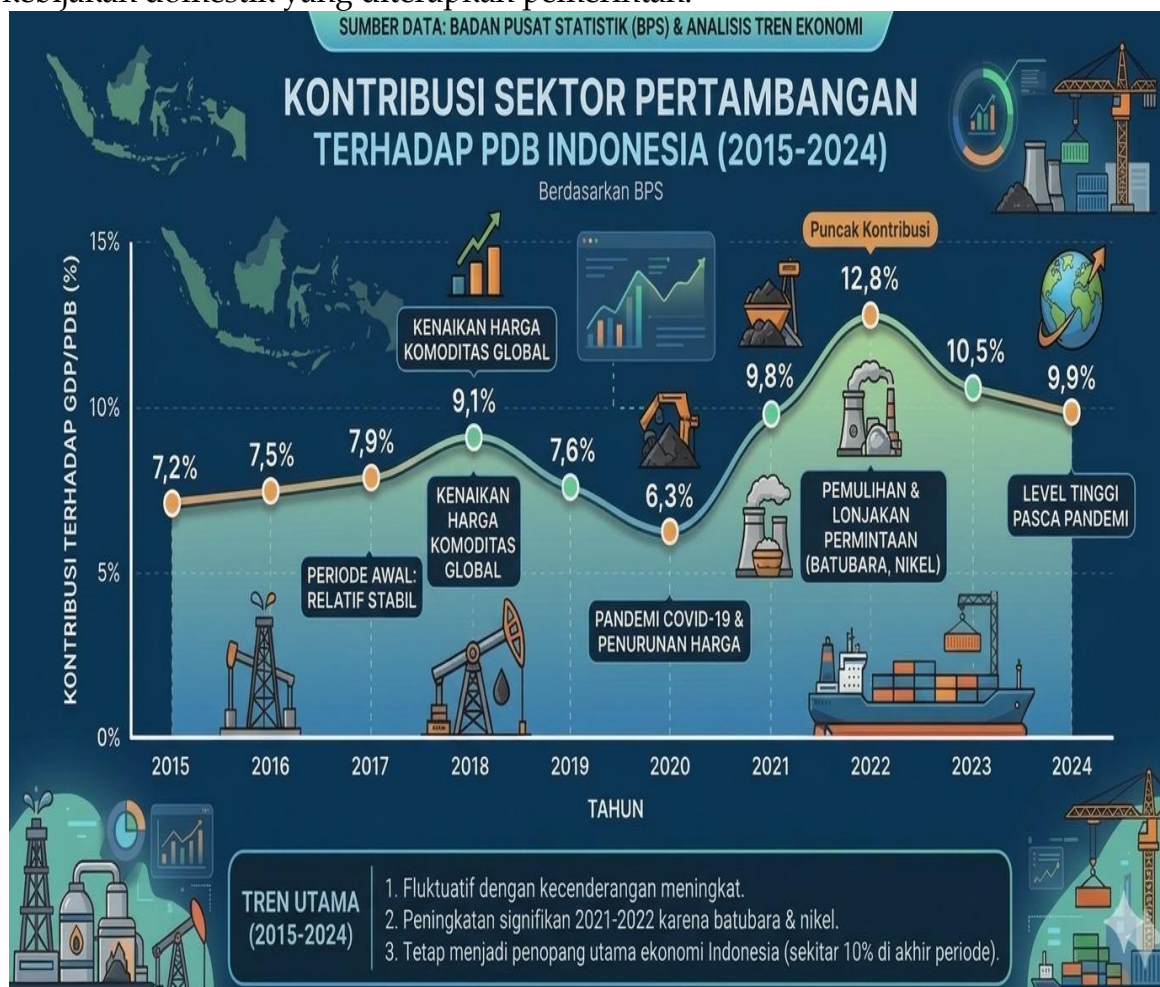 kebijakan domestik yang diterapkan pemerintah.
SUMBER DATA: BADAN PUSAT STATISTIK (BPS) & ANALISIS TREN EKONOMI
KONTRIBUSI SEKTOR PERTAMBANGAN
TERHADAP PDB INDONESIA (2015-2024)
Berdasarkan BPS
KONTRIBUSI TERHADAP GDP/PDB (%)
15%
10%
5%
0%
7,2%
7,5%
7,9%
KENAIKAN HARGA
KOMODITAS GLOBAL
9,1%
7,6%
6,3%
9,8%
Puncak Kontribusi
12,8%
10,5%
9,9%
PERIODE AWAL:
RELATIF STABIL
KENAIKAN
HARGA
KOMODITAS
GLOBAL
PANDEMI COVID-19 &
PENURUNAN HARGA
PEMULIHAN &
LONJAKAN
PERMINTAAN
(BATUBARA, NIKEL)
LEVEL TINGGI
PASCA PANDEMI
2015 2016 2017 2018 2019 2020 2021 2022 2023 2024
TAHUN
TREN UTAMA
(2015-2024)
1. Fluktuatif dengan kecenderungan meningkat.
2. Peningkatan signifikan 2021-2022 karena batubara & nikel.
3. Tetap menjadi penopang utama ekonomi Indonesia (sekitar 10% di akhir periode).